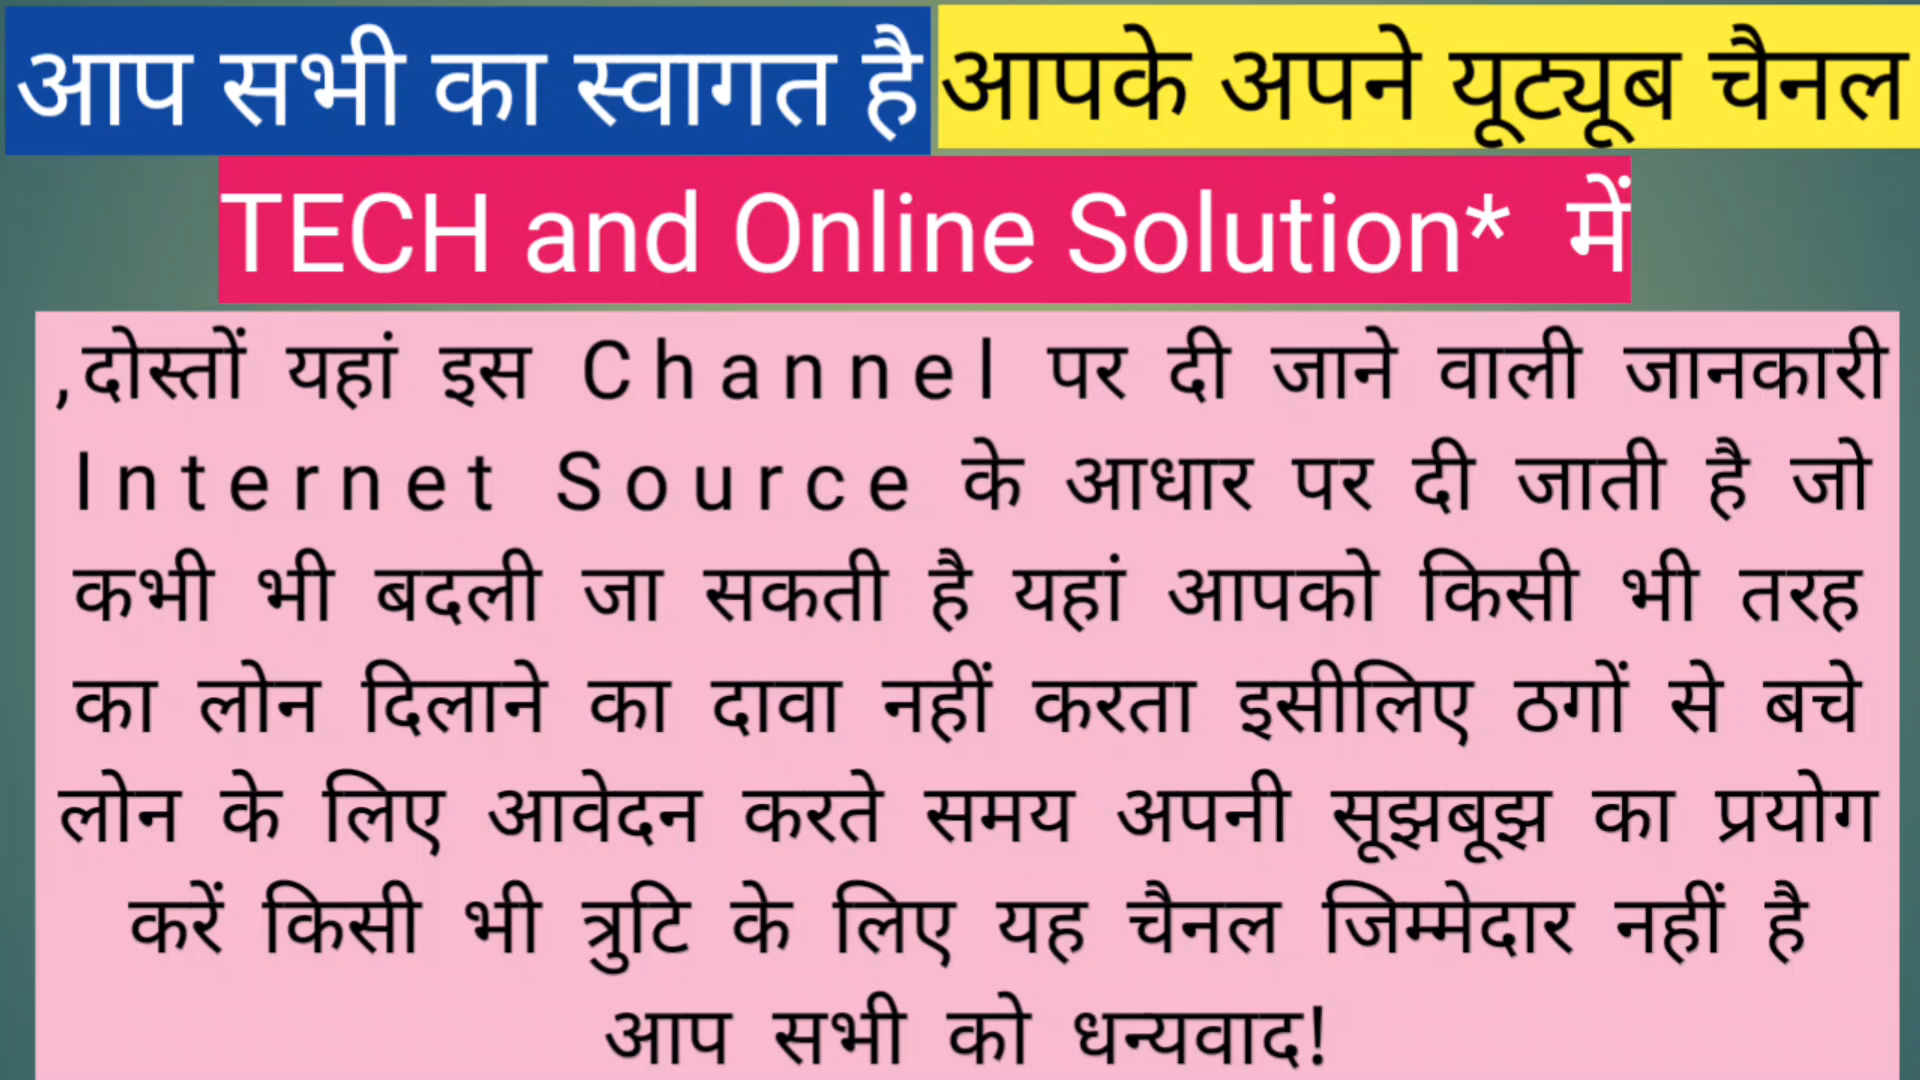 आप सभी का स्वागत है आपके अपने यूट्यूब चैनल
TECH and Online Solution* में
,दोस्तों यहां इस Channel पर दी जाने वाली जानकारी
Internet Source के आधार पर दी जाती है जो
कभी भी बदली जा सकती है यहां आपको किसी भी तरह
का लोन दिलाने का दावा नहीं करता इसीलिए ठगों से बचे
लोन के लिए आवेदन करते समय अपनी सूझबूझ का प्रयोग
करें किसी भी त्रुटि के लिए यह चैनल जिम्मेदार नहीं है
आप सभी को धन्यवाद!